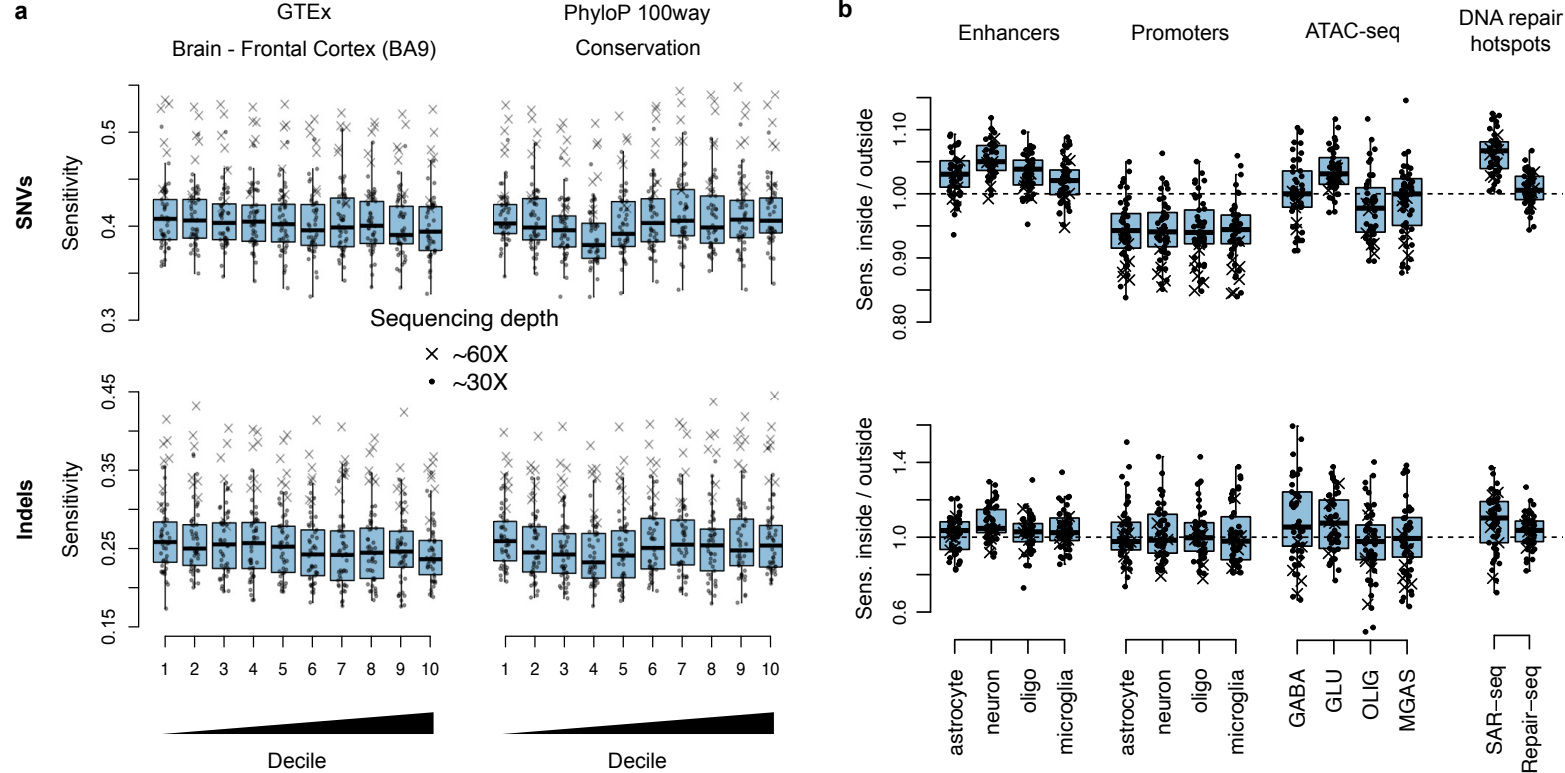 a
GTEx
Brain - Frontal Cortex (BA9)
PhyloP 100way
Conservation
SNVs
Sensitivity
0.5
0.4
0.3
Sequencing depth
~60X
~30X
Indels
Sensitivity
0.45
0.35
0.25
0.15
1 2 3 4 5 6 7 8 9 10
1 2 3 4 5 6 7 8 9 10
Decile
Decile
b
Enhancers
Promoters
ATAC-seq
DNA repair
hotspots
Sens. inside / outside
1.10
1.00
0.90
0.80
Sens. inside / outside
1.4
1.0
0.6
astrocyte
neuron
oligo
microglia
astrocyte
neuron
oligo
microglia
GABA
GLU
OLIG
MGAS
SAR-seq
Repair-seq